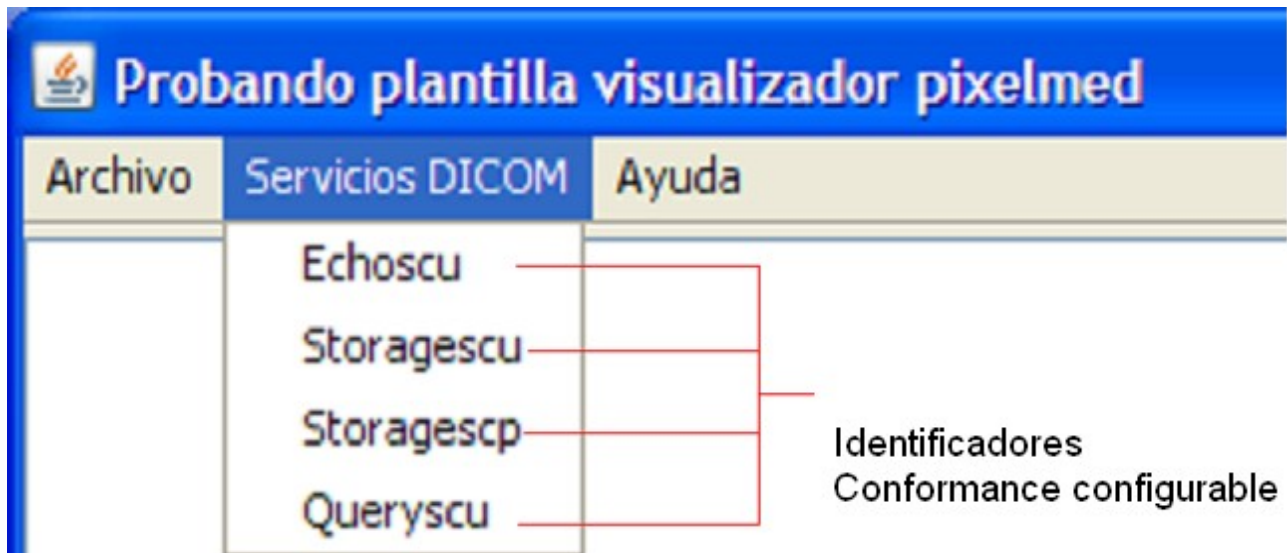 Probando plantilla visualizador pixelmed
Archivo Servicios DICOM Ayuda
Echoscu
Storagescu
Storagescp
Queryscu
Identificadores
Conformance configurable